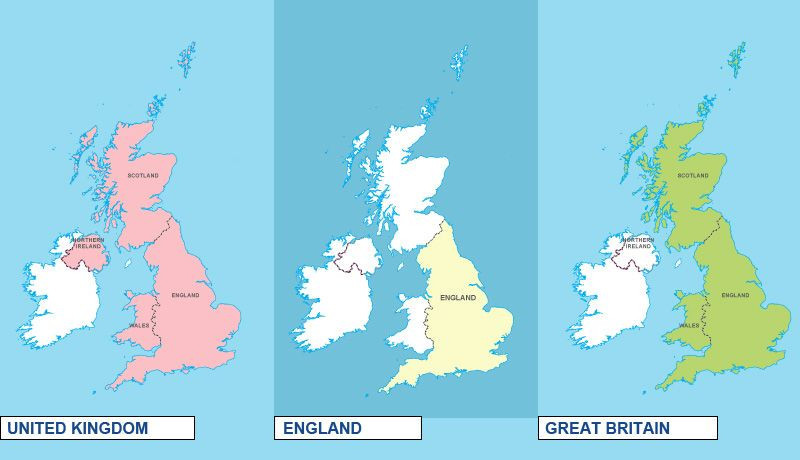 SCOTLAND
NORTHERN
IRELAND
ENGLAND
WALES
UNITED KINGDOM
ENGLAND
ENGLAND
SCOTLAND
NORTHERN
IRELAND
ENGLAND
WALES
GREAT BRITAIN